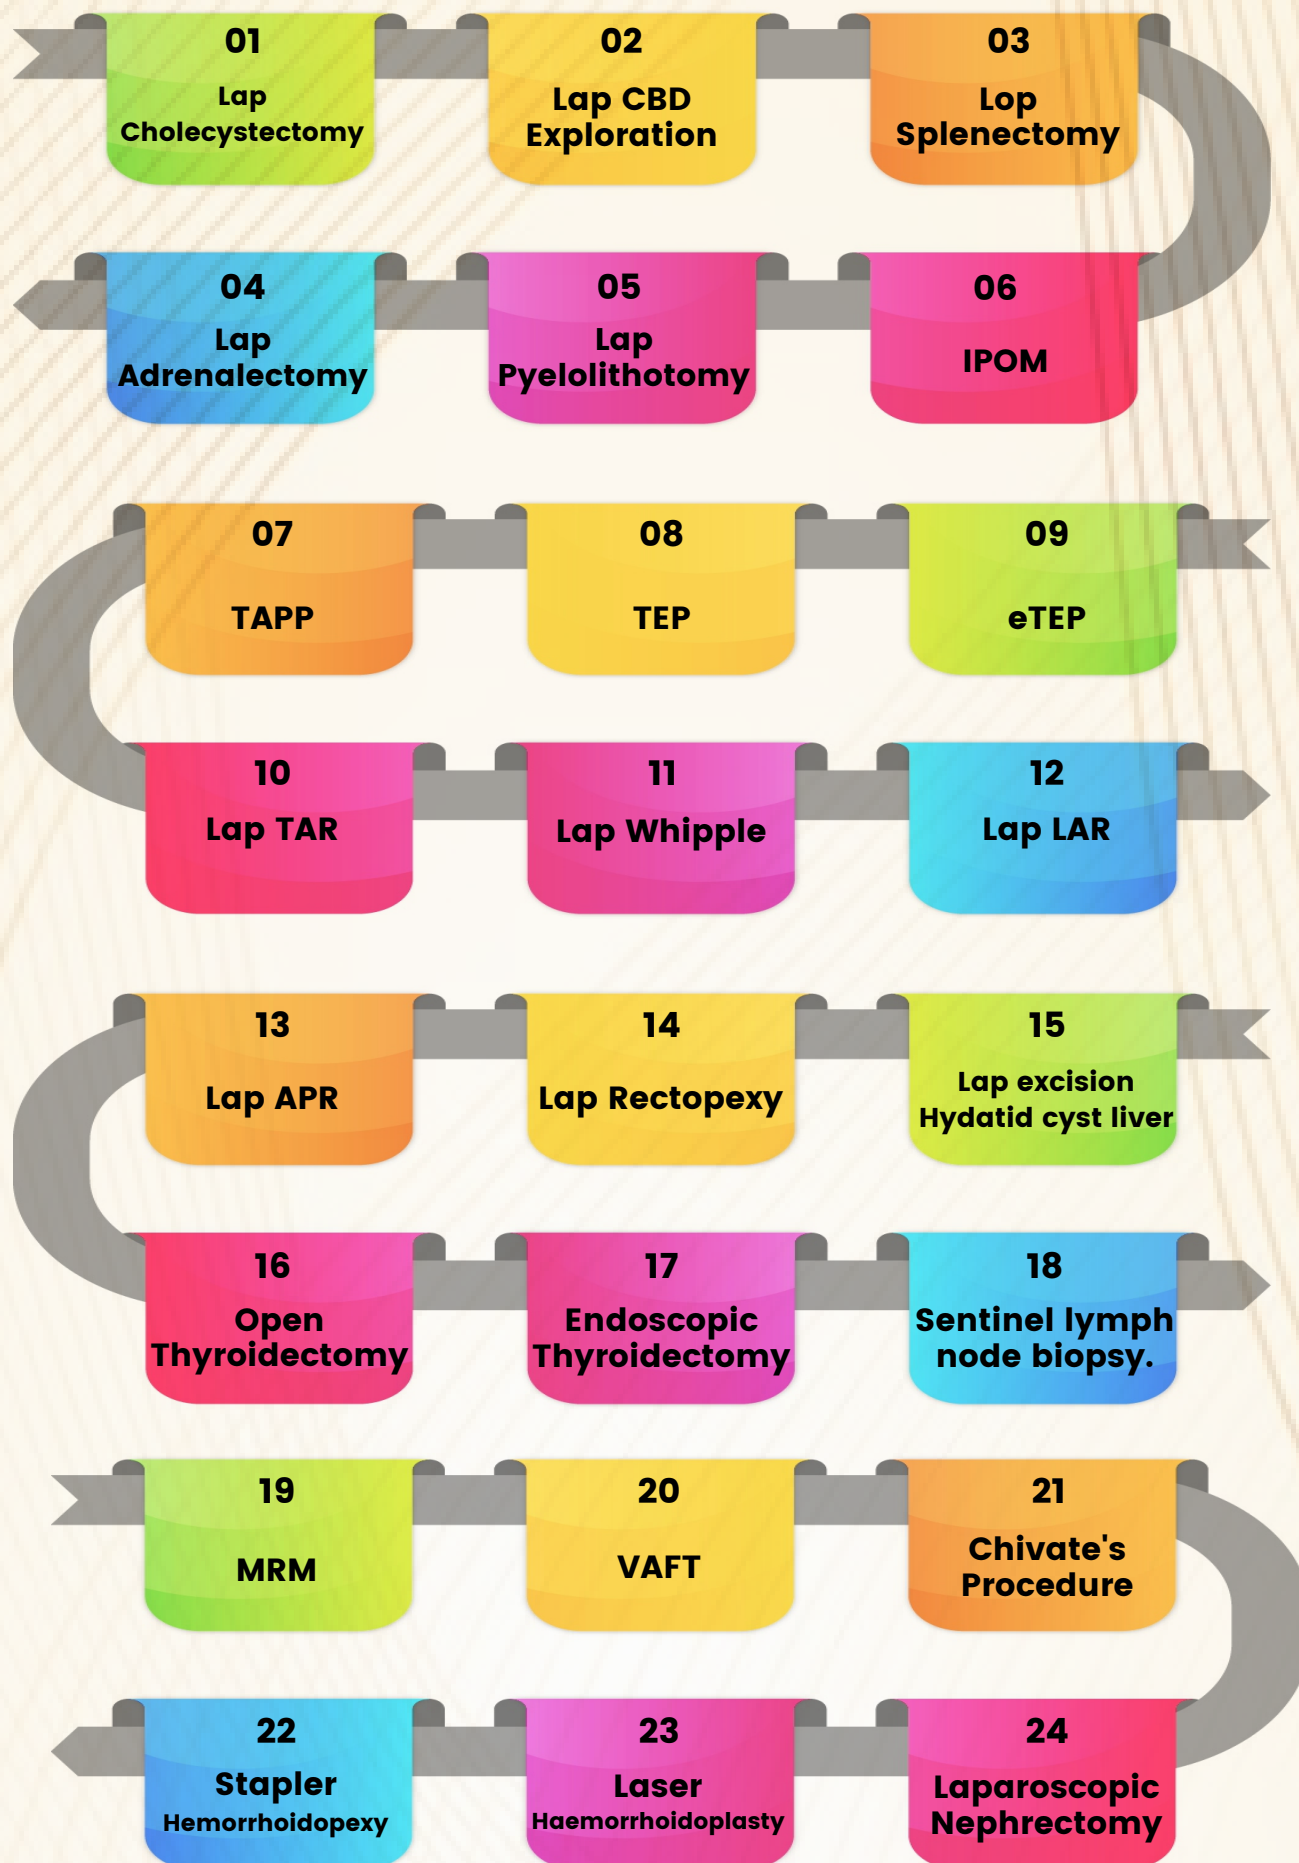 01
Lap
Cholecystectomy
02
Lap CBD
Exploration
03
Lop
Splenectomy
04
Lap
Adrenalectomy
05
Lap
Pyelolithotomy
06
IPOM
07
TAPP
08
TEP
09
eTEP
10
Lap TAR
11
Lap Whipple
12
Lap LAR
13
Lap APR
14
Lap Rectopexy
15
Lap excision
Hydatid cyst liver
16
Open
Thyroidectomy
17
Endoscopic
Thyroidectomy
18
Sentinel lymph
node biopsy.
19
MRM
20
VAFT
21
Chivate's
Procedure
22
Stapler
Hemorrhoidopexy
23
Laser
Haemorrhoidoplasty
24
Laparoscopic
Nephrectomy